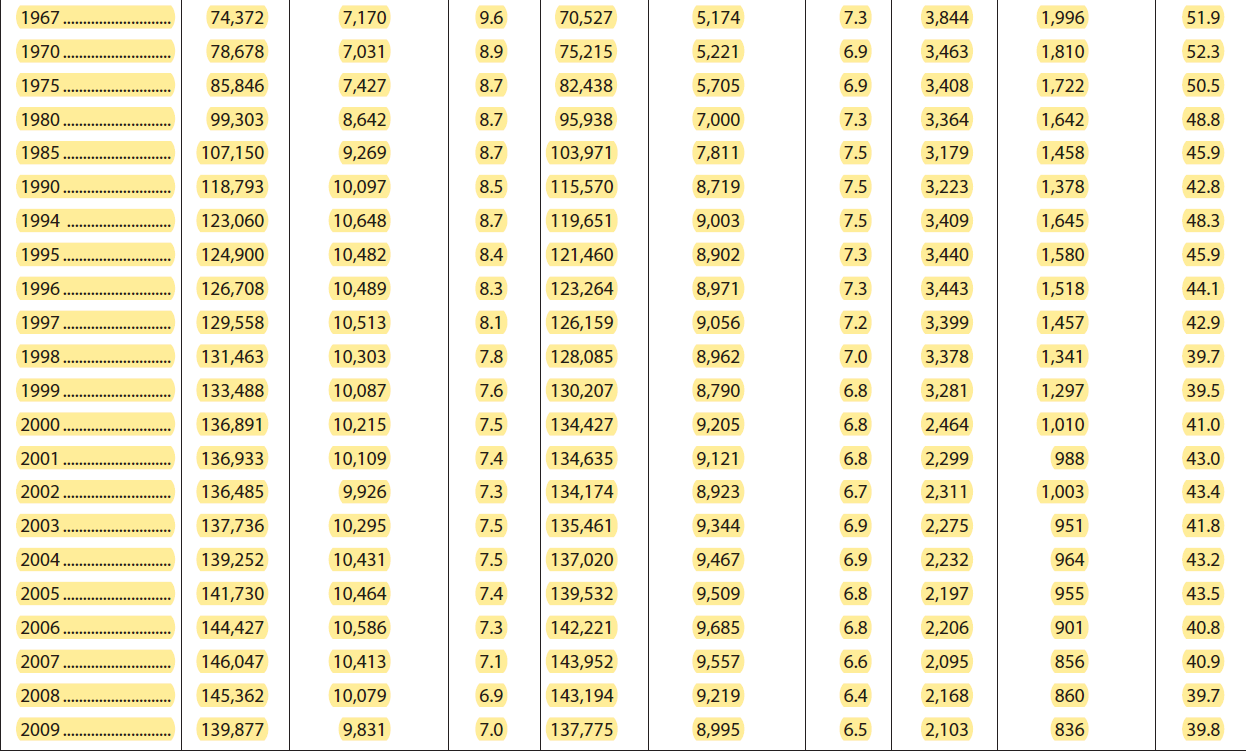 1967 ........................... 74,372 7,170 9.6 70,527 5,174 7.3 3,844 1,996 51.9
1970 ........................... 78,678 7,031 8.9 75,215 5,221 6.9 3,463 1,810 52.3
1975 ........................... 85,846 7,427 8.7 82,438 5,705 6.9 3,408 1,722 50.5
1980 ........................... 99,303 8,642 8.7 95,938 7,000 7.3 3,364 1,642 48.8
1985 ........................... 107,150 9,269 8.7 103,971 7,811 7.5 3,179 1,458 45.9
1990 ........................... 118,793 10,097 8.5 115,570 8,719 7.5 3,223 1,378 42.8
1994 .......................... 123,060 10,648 8.7 119,651 9,003 7.5 3,409 1,645 48.3
1995 ........................... 124,900 10,482 8.4 121,460 8,902 7.3 3,440 1,580 45.9
1996 ........................... 126,708 10,489 8.3 123,264 8,971 7.3 3,443 1,518 44.1
1997 ........................... 129,558 10,513 8.1 126,159 9,056 7.2 3,399 1,457 42.9
1998 ........................... 131,463 10,303 7.8 128,085 8,962 7.0 3,378 1,341 39.7
1999 ........................... 133,488 10,087 7.6 130,207 8,790 6.8 3,281 1,297 39.5
2000 ........................... 136,891 10,215 7.5 134,427 9,205 6.8 2,464 1,010 41.0
2001 ........................... 136,933 10,109 7.4 134,635 9,121 6.8 2,299 988 43.0
2002 ........................... 136,485 9,926 7.3 134,174 8,923 6.7 2,311 1,003 43.4
2003 ........................... 137,736 10,295 7.5 135,461 9,344 6.9 2,275 951 41.8
2004 ........................... 139,252 10,431 7.5 137,020 9,467 6.9 2,232 964 43.2
2005 ........................... 141,730 10,464 7.4 139,532 9,509 6.8 2,197 955 43.5
2006 ........................... 144,427 10,586 7.3 142,221 9,685 6.8 2,206 901 40.8
2007 ........................... 146,047 10,413 7.1 143,952 9,557 6.6 2,095 856 40.9
2008 ........................... 145,362 10,079 6.9 143,194 9,219 6.4 2,168 860 39.7
2009 ........................... 139,877 9,831 7.0 137,775 8,995 6.5 2,103 836 39.8